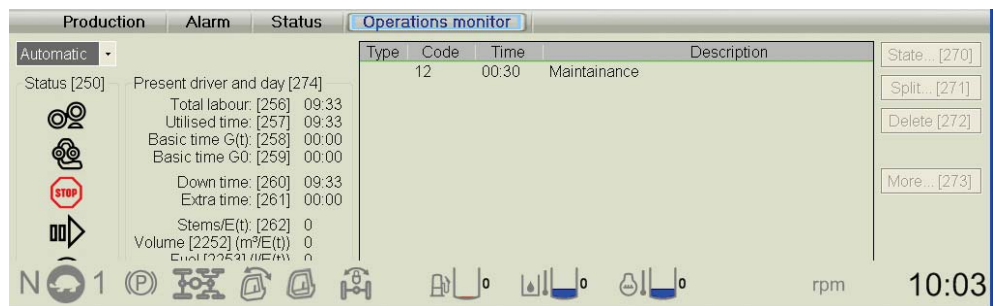 Production Alarm Status Operations monitor
Automatic
Type Code Time Description
State... [270]
12 00:30 Maintainance
Split... [271]
Delete [272]
More... [273]
Status [250]
STOP
Present driver and day [274]
Total labour: [256] 09:33
Utilised time: [257] 09:33
Basic time G(t): [258] 00:00
Basic time G0: [259] 00:00
Down time: [260] 09:33
Extra time: [261] 00:00
Stems/E(t): [262] 0
Volume [2252] (m³/E(t)) 0
Fuel [2253] (l/E(t)) 0
N 1 (P) 0 0 0 rpm 10:03